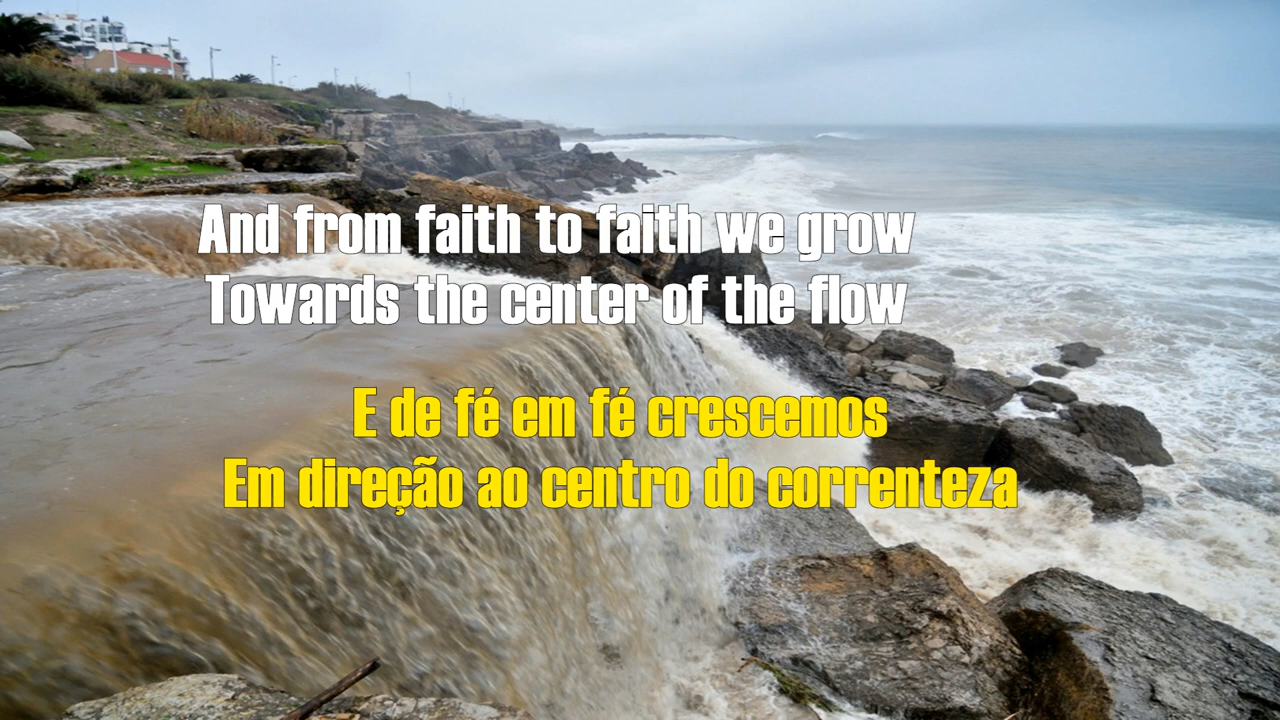 And from faith to faith we grow
Towards the center of the flow
E de fé em fé crescemos
Em direção ao centro do correnteza